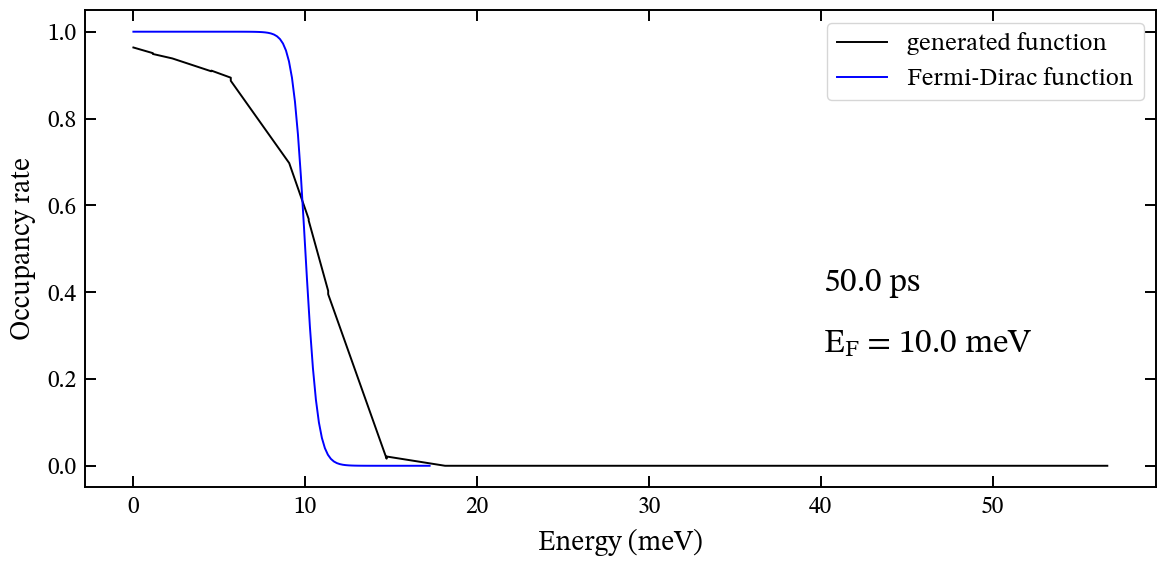 generated function
Fermi-Dirac function
1.0
0.8
0.6
0.4
0.2
0.0
Occupancy rate
50.0 ps
E_F = 10.0 meV
0 10 20 30 40 50
Energy (meV)